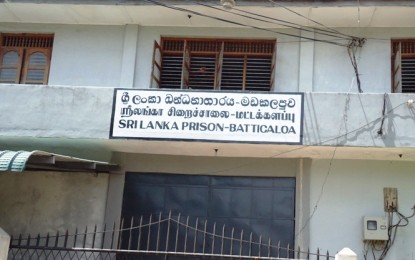 ශ්‍රී ලංකා බන්ධනාගාරය-මඩකලපුව
ஸ்ரீலங்கா சிறைச்சாலை-மட்டக்களப்பு
SRI LANKA PRISON-BATTICALOA